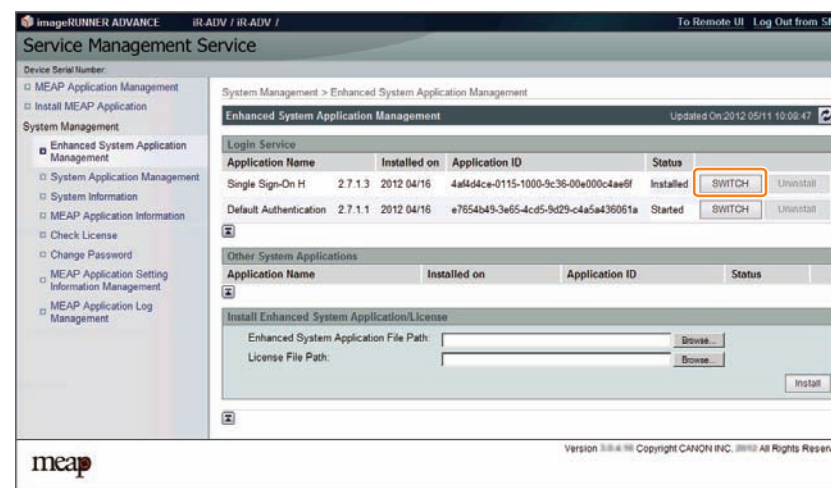 imageRUNNER ADVANCE iR-ADV / iR-ADV / To Remote UI Log Out from
Service Management Service
Device Serial Number:
MEAP Application Management
Install MEAP Application
System Management
Enhanced System Application Management
System Application Management
System Information
MEAP Application Information
Check License
Change Password
MEAP Application Setting Information Management
MEAP Application Log Management
System Management > Enhanced System Application Management
Enhanced System Application Management Updated On:2012 05/11 10:08:47
Login Service
Application Name Installed on Application ID Status
Single Sign-On H 2.7.1.3 2012 04/16 4af4d4ce-0115-1000-9c36-00e000c4ae6f Installed SWITCH Uninstall
Default Authentication 2.7.1.1 2012 04/16 e7654b49-3e65-4cd5-9d29-c4a5a436061a Started SWITCH Uninstall
Other System Applications
Application Name Installed on Application ID Status
Install Enhanced System Application/License
Enhanced System Application File Path: Browse...
License File Path: Browse...
Install
Version Copyright CANON INC. All Rights
meap